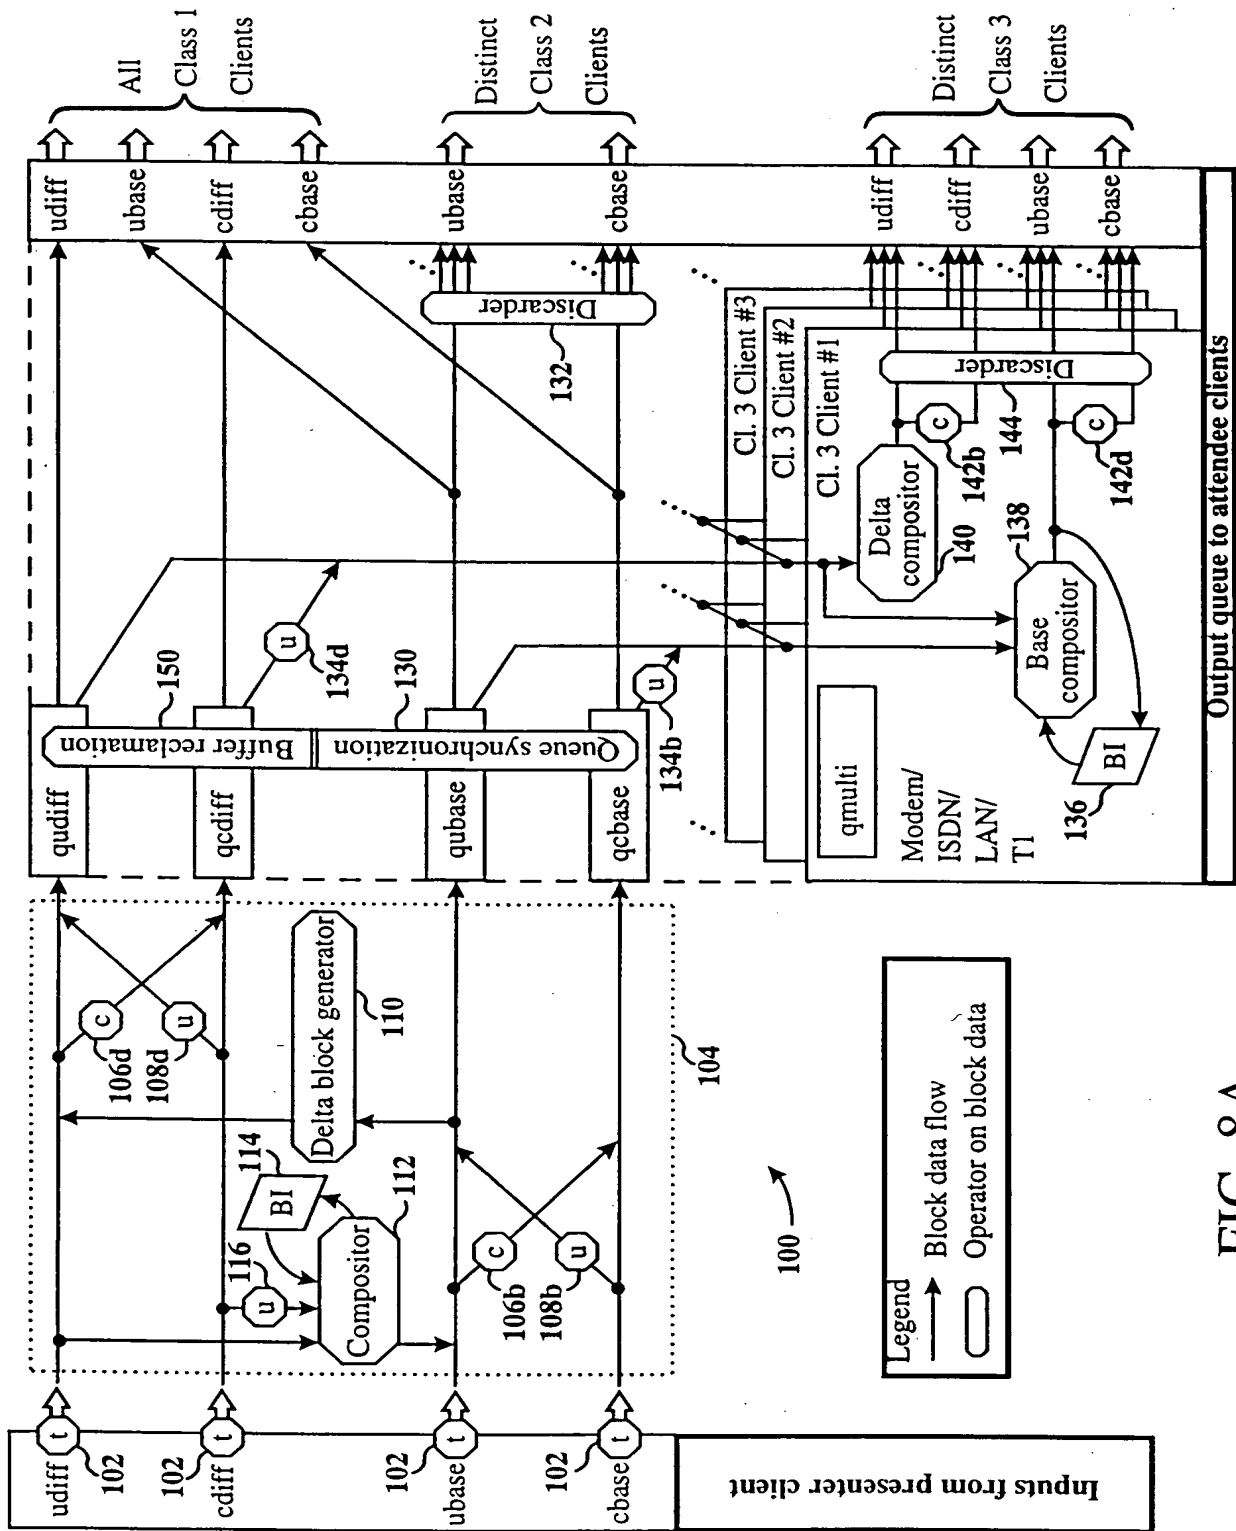 Inputs from presenter client
udiff
t
102
cdiff
t
102
ubase
t
102
cbase
t
102
104
116
u
BI
114
Compositor
112
Delta block generator
110
c
106d
u
108d
c
106b
u
108b
100
Legend
Block data flow
Operator on block data
qudiff
qcdiff
qubase
qcbase
Buffer reclamation
150
Queue synchronization
130
u
134d
u
134b
Discarder
132
udiff
ubase
cdiff
cbase
All
Class 1
Clients
ubase
cbase
Distinct
Class 2
Clients
udiff
cdiff
ubase
cbase
Distinct
Class 3
Clients
Cl. 3 Client #3
Cl. 3 Client #2
Cl. 3 Client #1
qmulti
Modem/
ISDN/
LAN/
T1
Delta
compositor
140
Base
compositor
138
BI
136
c
142b
c
142d
Discarder
144
Output queue to attendee clients
FIG. 8A